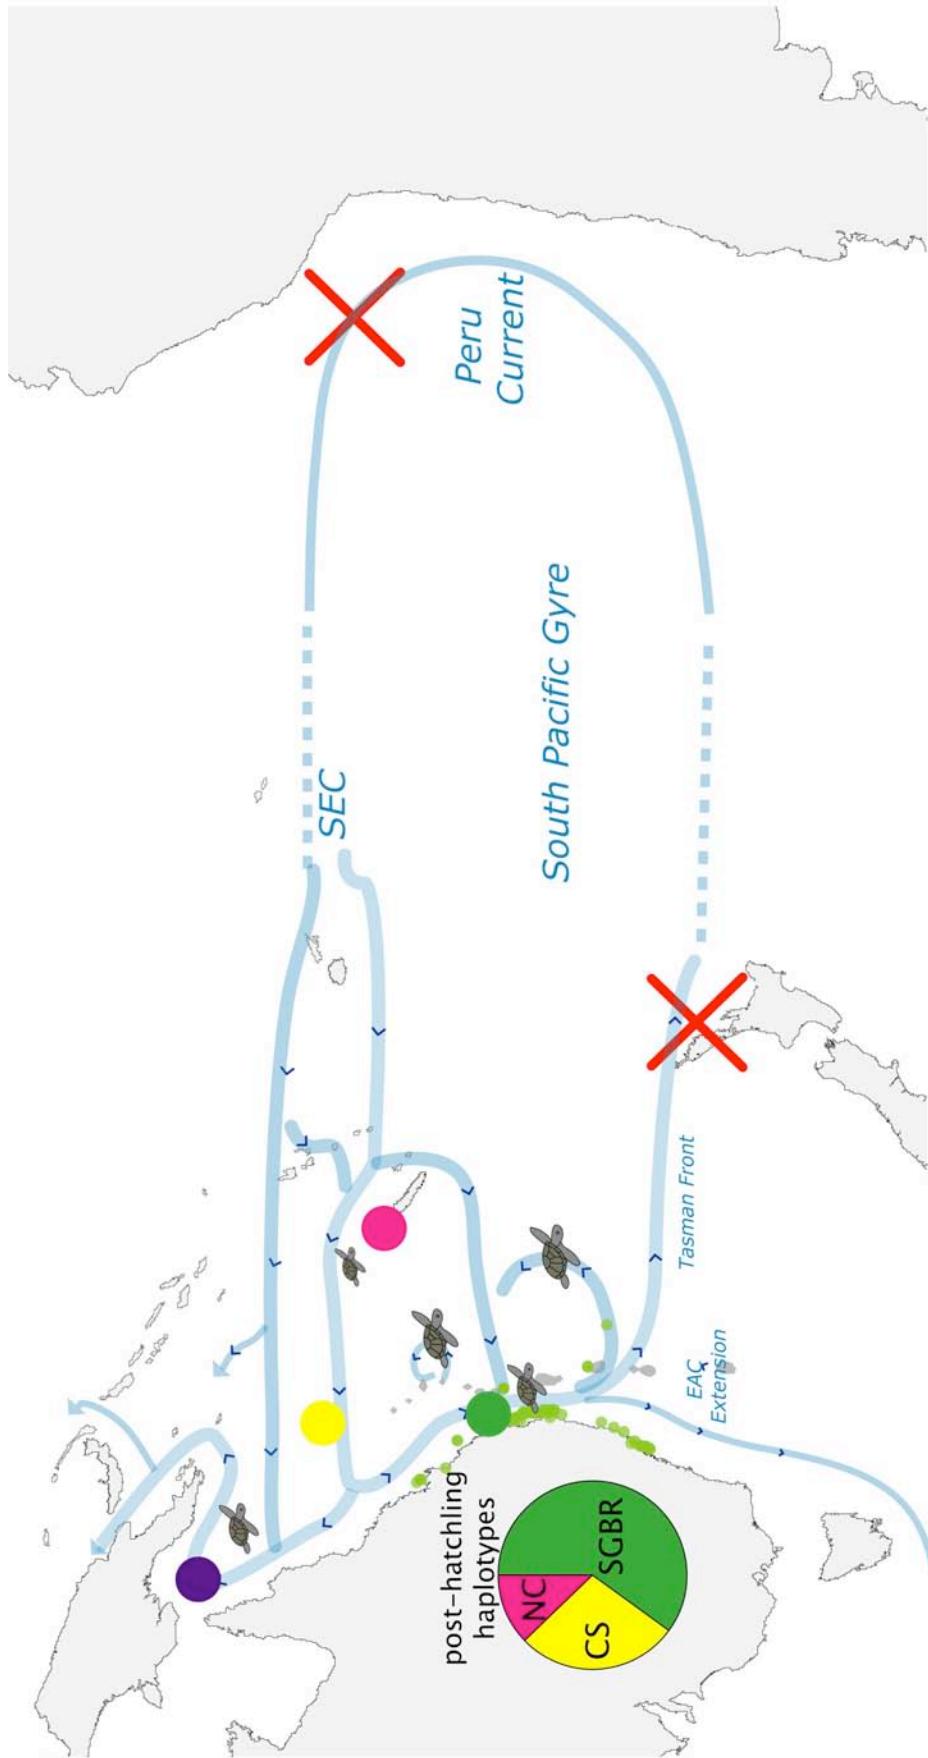 SEC
Peru
Current
South Pacific Gyre
Tasman Front
EAC
Extension
post-hatchling
haplotypes
NC
CS
SGBR